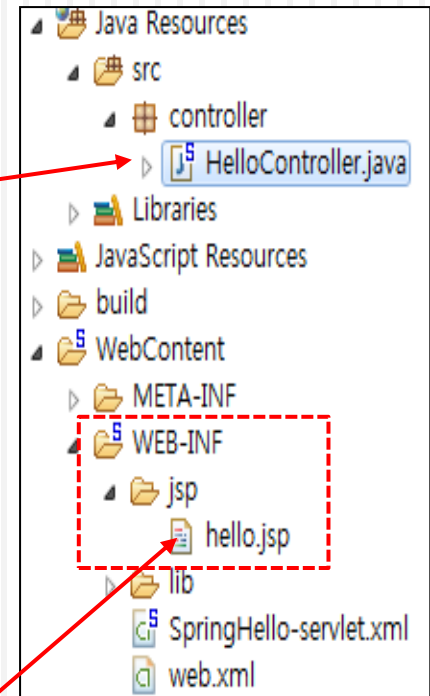 Java Resources
src
controller
HelloController.java
Libraries
JavaScript Resources
build
WebContent
META-INF
WEB-INF
jsp
hello.jsp
lib
SpringHello-servlet.xml
web.xml